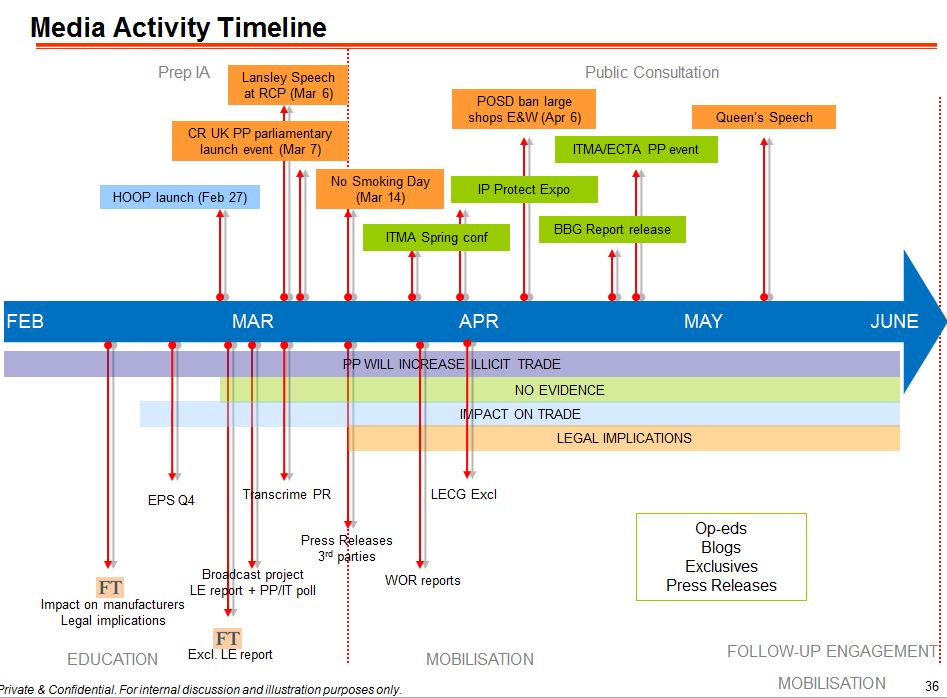 Media Activity Timeline
Prep IA
Public Consultation
Lansley Speech
at RCP (Mar 6)
POSD ban large
shops E&W (Apr 6)
Queen's Speech
CR UK PP parliamentary
launch event (Mar 7)
ITMA/ECTA PP event
No Smoking Day
(Mar 14)
IP Protect Expo
HOOP launch (Feb 27)
ITMA Spring conf
BBG Report release
FEB
MAR
APR
MAY
JUNE
PP WILL INCREASE ILLICIT TRADE
NO EVIDENCE
IMPACT ON TRADE
LEGAL IMPLICATIONS
EPS Q4
Transcrime PR
LECG Excl
Press Releases
3rd parties
Op-eds
Blogs
Exclusives
Press Releases
Broadcast project
LE report + PP/IT poll
WOR reports
FT
Impact on manufacturers
Legal implications
FT
Excl. LE report
EDUCATION
MOBILISATION
FOLLOW-UP ENGAGEMENT
MOBILISATION
Private & Confidential. For internal discussion and illustration purposes only.
36